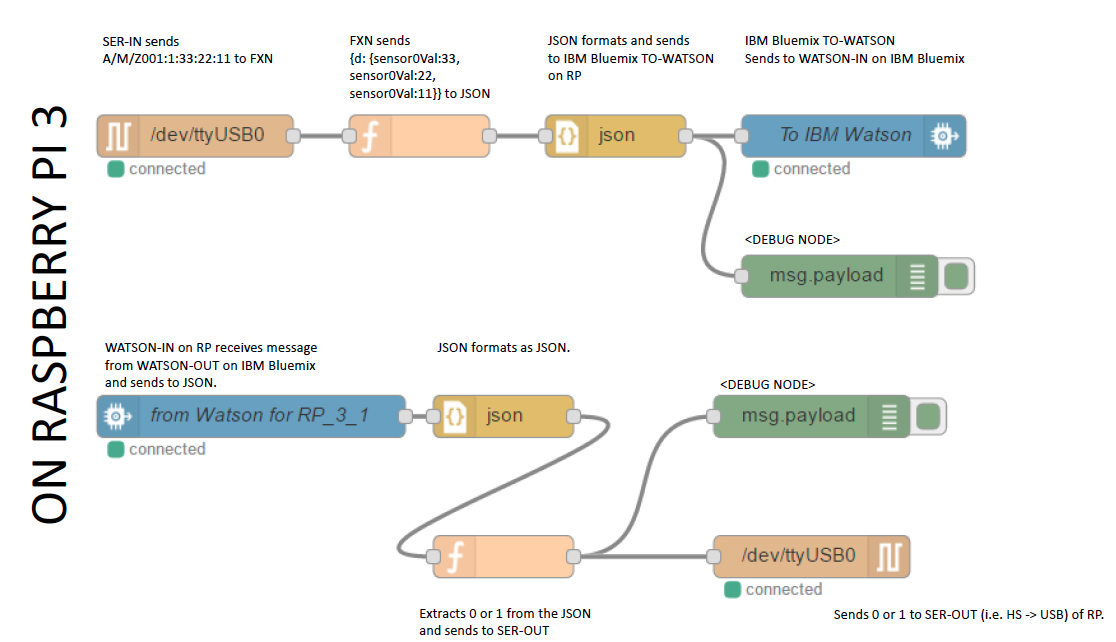 ON RASPBERRY PI 3
SER-IN sends
A/M/Z001:1:33:22:11 to FXN
FXN sends
{d: {sensor0Val:33,
sensor0Val:22,
sensor0Val:11}} to JSON
JSON formats and sends
to IBM Bluemix TO-WATSON
on RP
IBM Bluemix TO-WATSON
Sends to WATSON-IN on IBM Bluemix
/dev/ttyUSB0
connected
f
{} json
To IBM Watson
connected
<DEBUG NODE>
msg.payload
WATSON-IN on RP receives message
from WATSON-OUT on IBM Bluemix
and sends to JSON.
JSON formats as JSON.
from Watson for RP_3_1
connected
{} json
<DEBUG NODE>
msg.payload
f
/dev/ttyUSB0
connected
Extracts 0 or 1 from the JSON
and sends to SER-OUT
Sends 0 or 1 to SER-OUT (i.e. HS -> USB) of RP.